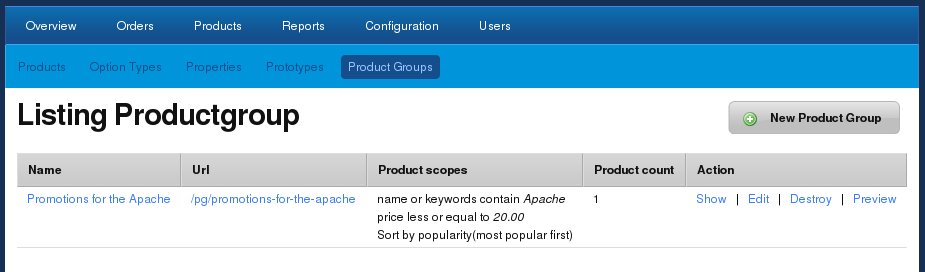 Overview Orders Products Reports Configuration Users
Products Option Types Properties Prototypes Product Groups
Listing Productgroup
New Product Group
Name Url Product scopes Product count Action
Promotions for the Apache /pg/promotions-for-the-apache name or keywords contain Apache 1 Show | Edit | Destroy | Preview
price less or equal to 20.00
Sort by popularity(most popular first)